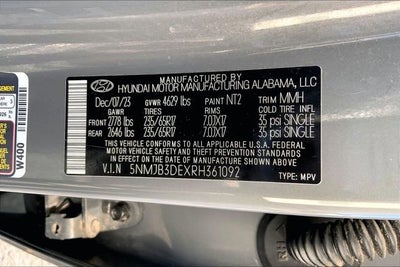 MANUFACTURED BY
HYUNDAI MOTOR MANUFACTURING ALABAMA, LLC
Dec/07/23 GVWR 4629 lbs PAINT NT2 TRIM MMH
GAWR TIRES RIMS COLD TIRE INFL
FRONT 2778 lbs 235/65R17 7.0JX17 35 psi SINGLE
REAR 2646 lbs 235/65R17 7.0JX17 35 psi SINGLE
THIS VEHICLE CONFORMS TO ALL APPLICABLE
FEDERAL MOTOR VEHICLE SAFETY, BUMPER,
AND THEFT PREVENTION STANDARDS IN EFFECT
ON THE DATE OF MANUFACTURE SHOWN ABOVE.
V.I.N 5NMJB3DEXRH361092 TYPE: MPV
W400
RH